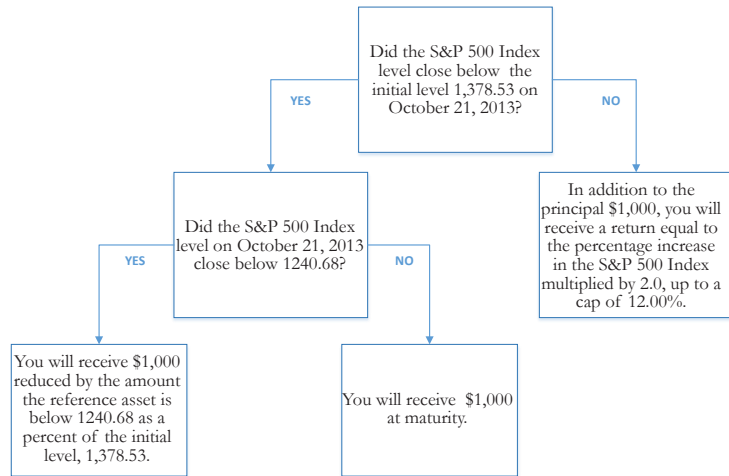 Did the S&P 500 Index
level close below the
initial level 1,378.53 on
October 21, 2013?
YES
NO
Did the S&P 500 Index
level on October 21, 2013
close below 1240.68?
In addition to the
principal $1,000, you will
receive a return equal to
the percentage increase
in the S&P 500 Index
multiplied by 2.0, up to a
cap of 12.00%.
YES
NO
You will receive $1,000
reduced by the amount
the reference asset is
below 1240.68 as a
percent of the initial
level, 1,378.53.
You will receive $1,000
at maturity.